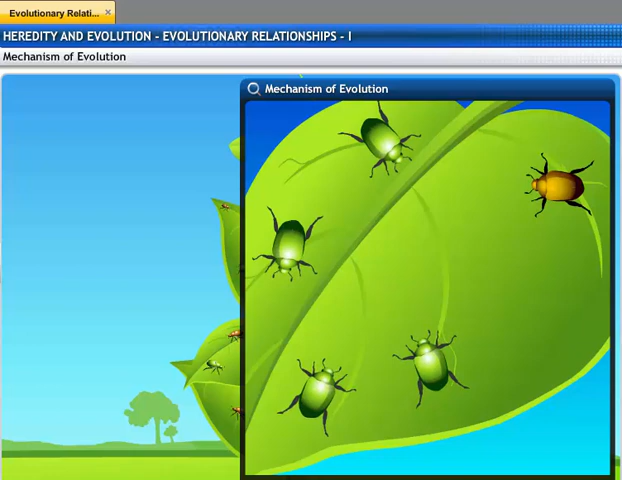 Evolutionary Relati...
HEREDITY AND EVOLUTION - EVOLUTIONARY RELATIONSHIPS - I
Mechanism of Evolution
Mechanism of Evolution